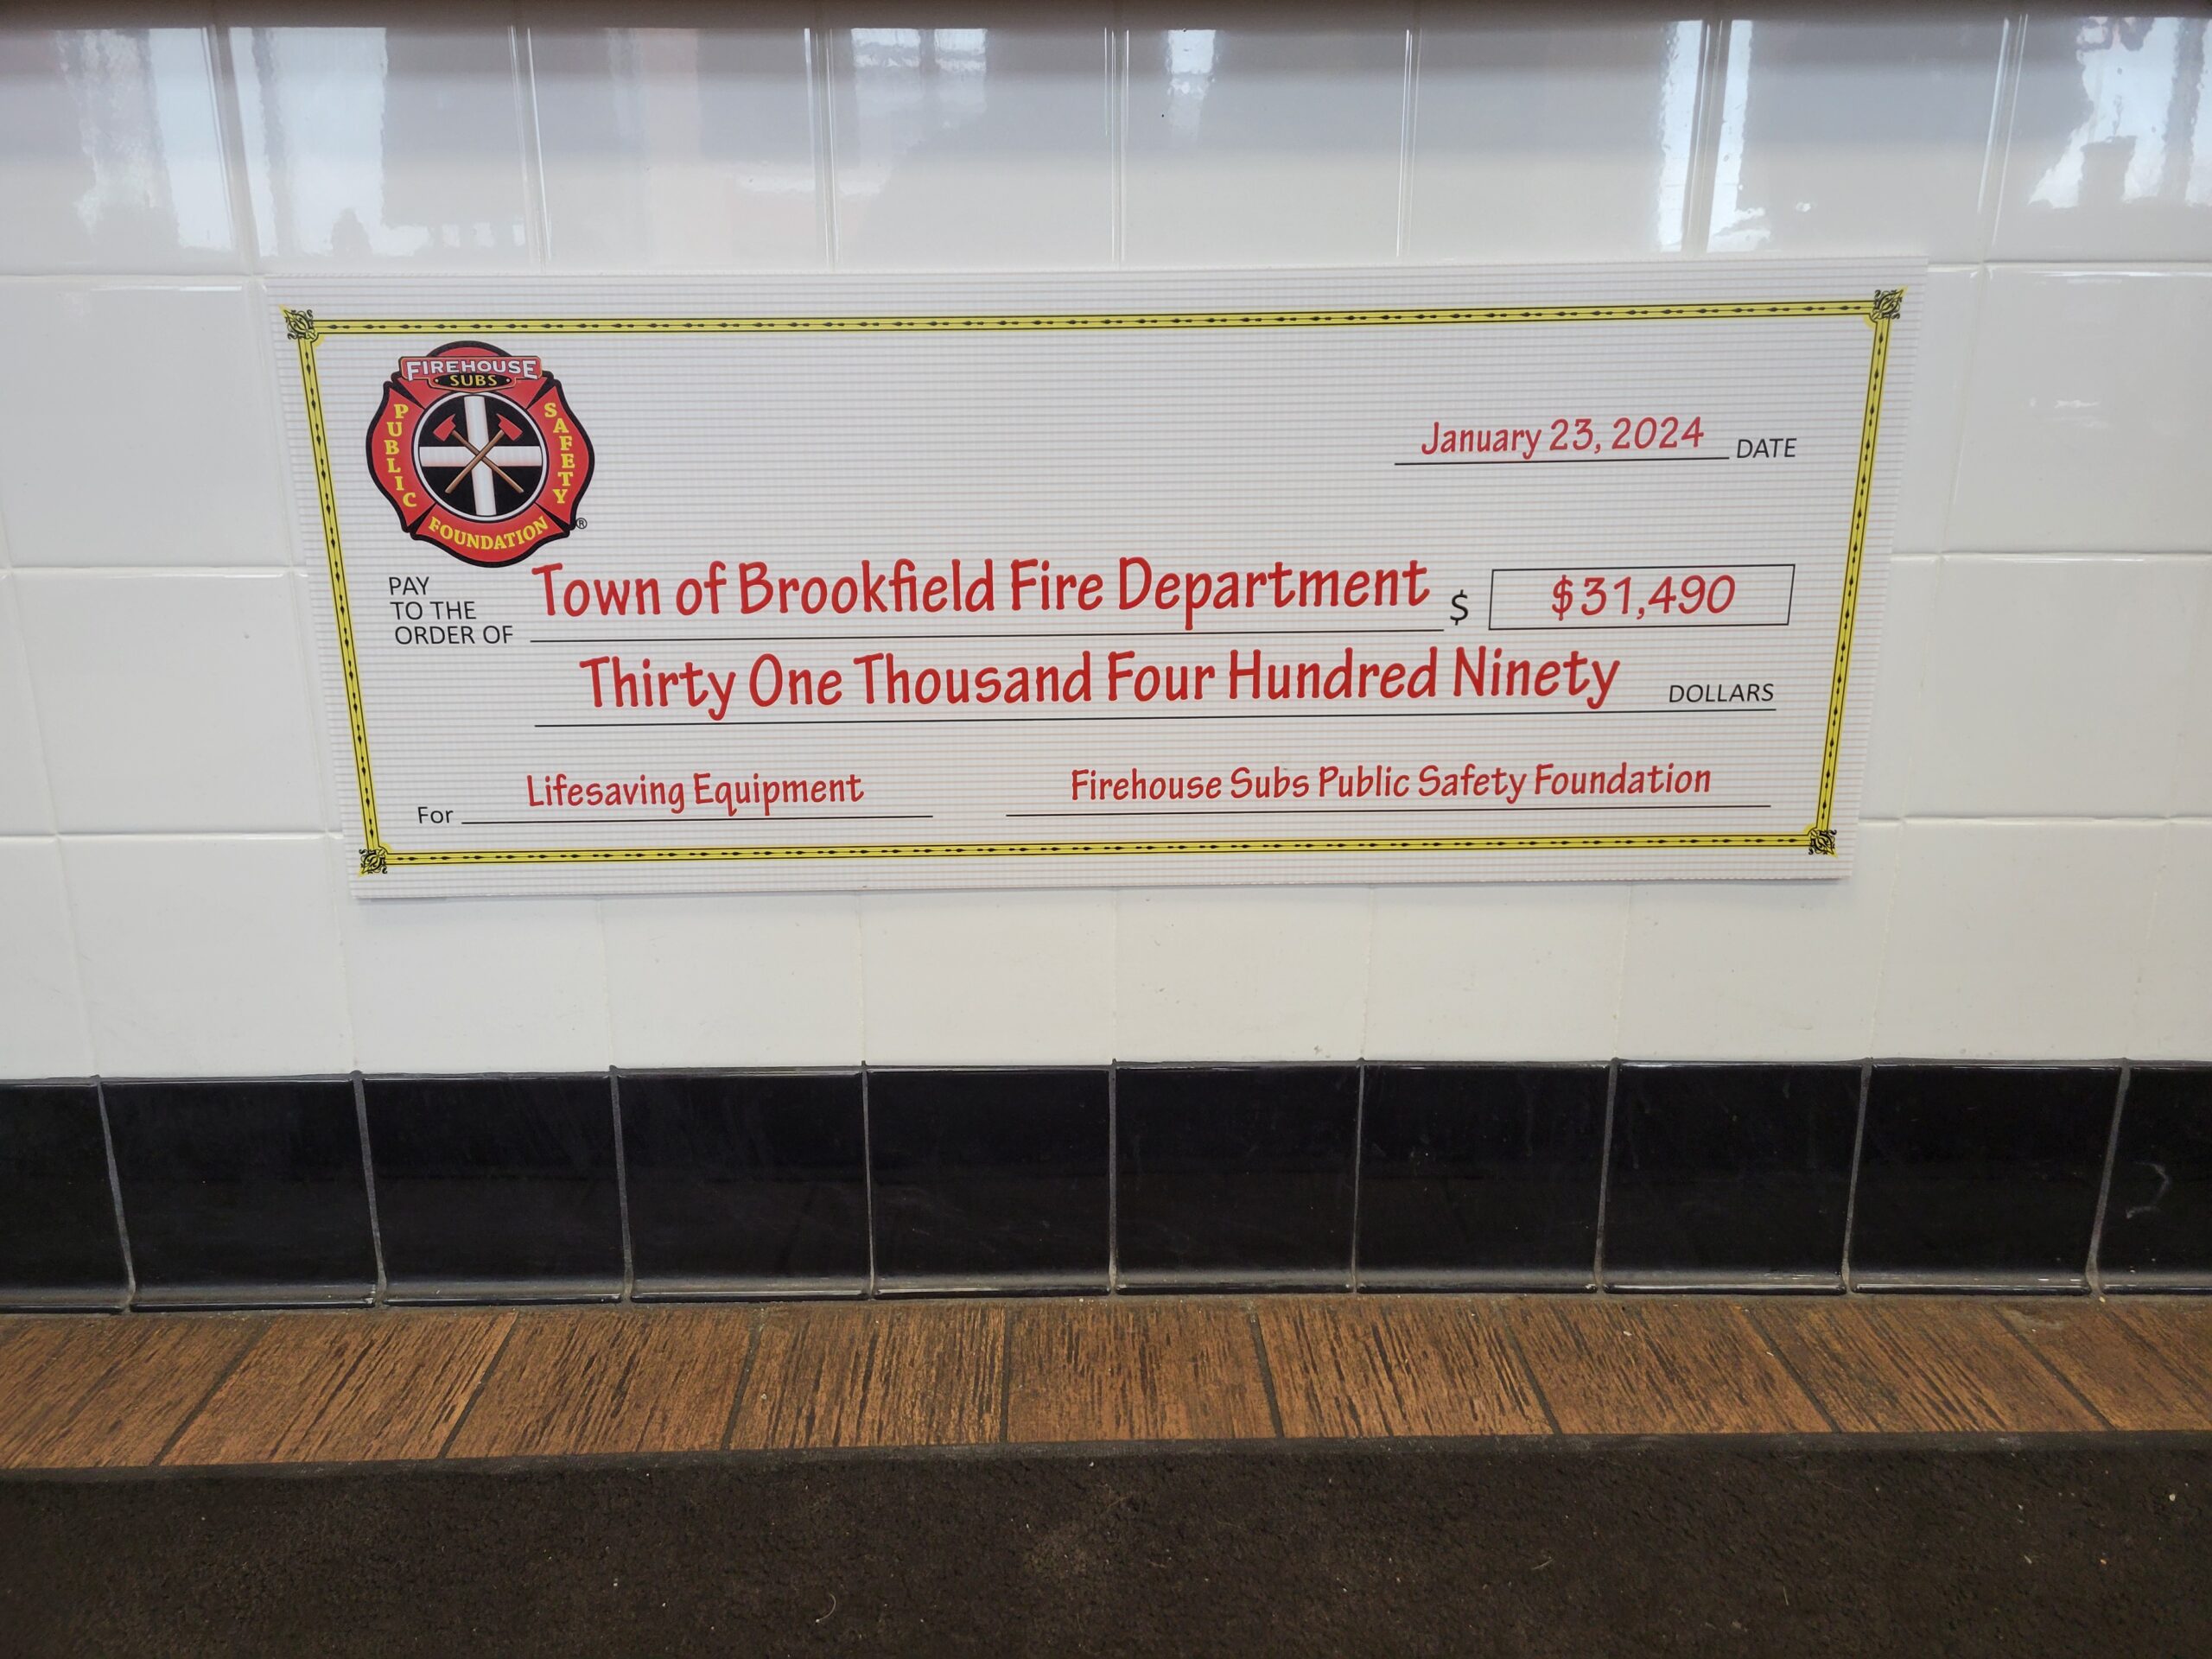 FIREHOUSE
SUBS
PUBLIC
SAFETY
FOUNDATION
®
January 23, 2024 DATE
PAY
TO THE
ORDER OF
Town of Brookfield Fire Department $ $31,490
Thirty One Thousand Four Hundred Ninety DOLLARS
For Lifesaving Equipment
Firehouse Subs Public Safety Foundation